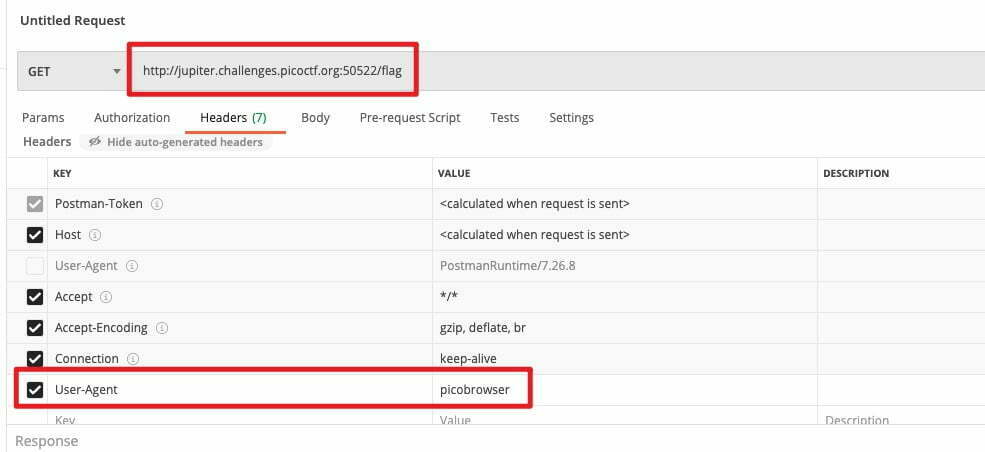 Untitled Request
GET http://jupiter.challenges.picoctf.org:50522/flag
Params Authorization Headers (7) Body Pre-request Script Tests Settings
Headers Hide auto-generated headers
KEY VALUE DESCRIPTION
Postman-Token <calculated when request is sent>
Host <calculated when request is sent>
User-Agent PostmanRuntime/7.26.8
Accept */*
Accept-Encoding gzip, deflate, br
Connection keep-alive
User-Agent picobrowser
Key Value Description
Response